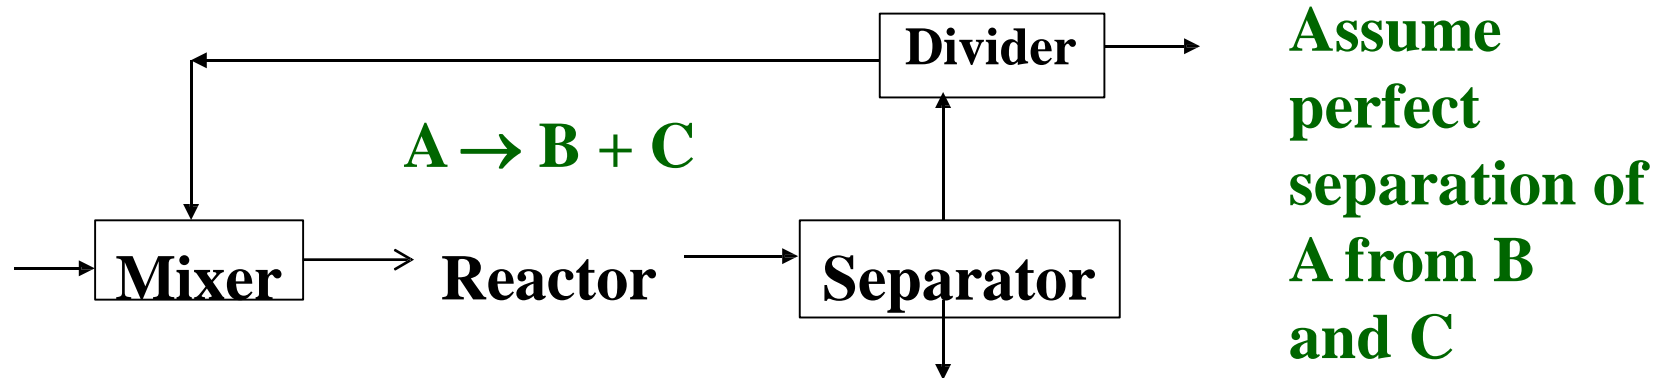 Divider
A → B + C
Mixer
Reactor
Separator
Assume
perfect
separation of
A from B
and C